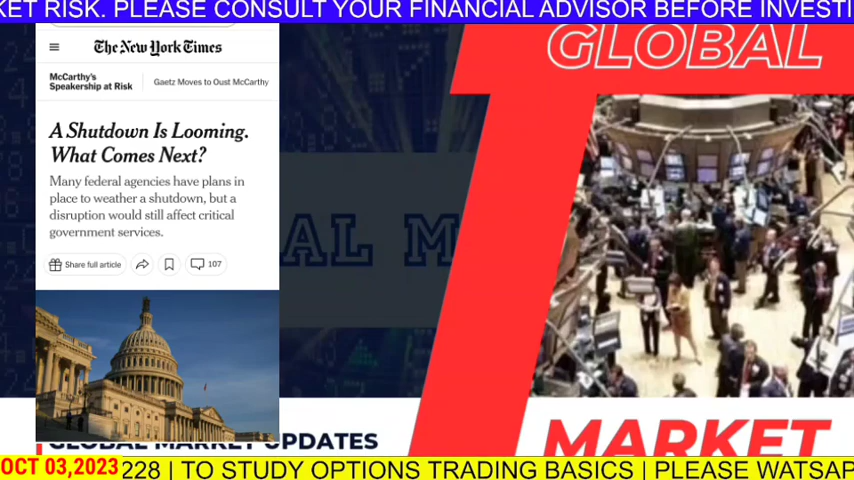 KET RISK. PLEASE CONSULT YOUR FINANCIAL ADVISOR BEFORE INVESTI
The New York Times
McCarthy's
Speakership at Risk
Gaetz Moves to Oust McCarthy
A Shutdown Is Looming.
What Comes Next?
Many federal agencies have plans in
place to weather a shutdown, but a
disruption would still affect critical
government services.
Share full article
107
GLOBAL
AL M
MARKET
GLOBAL MARKET UPDATES
OCT 03,2023
228 | TO STUDY OPTIONS TRADING BASICS | PLEASE WATSAP